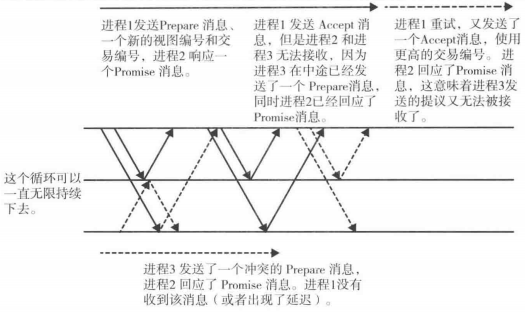 进程1发送Prepare 消息、
一个新的视图编号和交
易编号，进程2 响应一
个Promise 消息。
进程1 发送 Accept 消
息，但是进程2 和进
程3 无法接收，因为
进程3 在中途已经发
送了一个 Prepare消息，
同时进程2已经回应了
Promise消息。
进程1 重试，又发送了
一个Accept消息，使用
更高的交易编号。 进
程2 回应了Promise 消
息，这意味着进程3发
送的提议又无法被接
收了。
这个循环可以
一直无限持续
下去。
进程3 发送了一个冲突的 Prepare 消息，
进程2 回应了 Promise 消息。进程1没有
收到该消息（或者出现了延迟）。